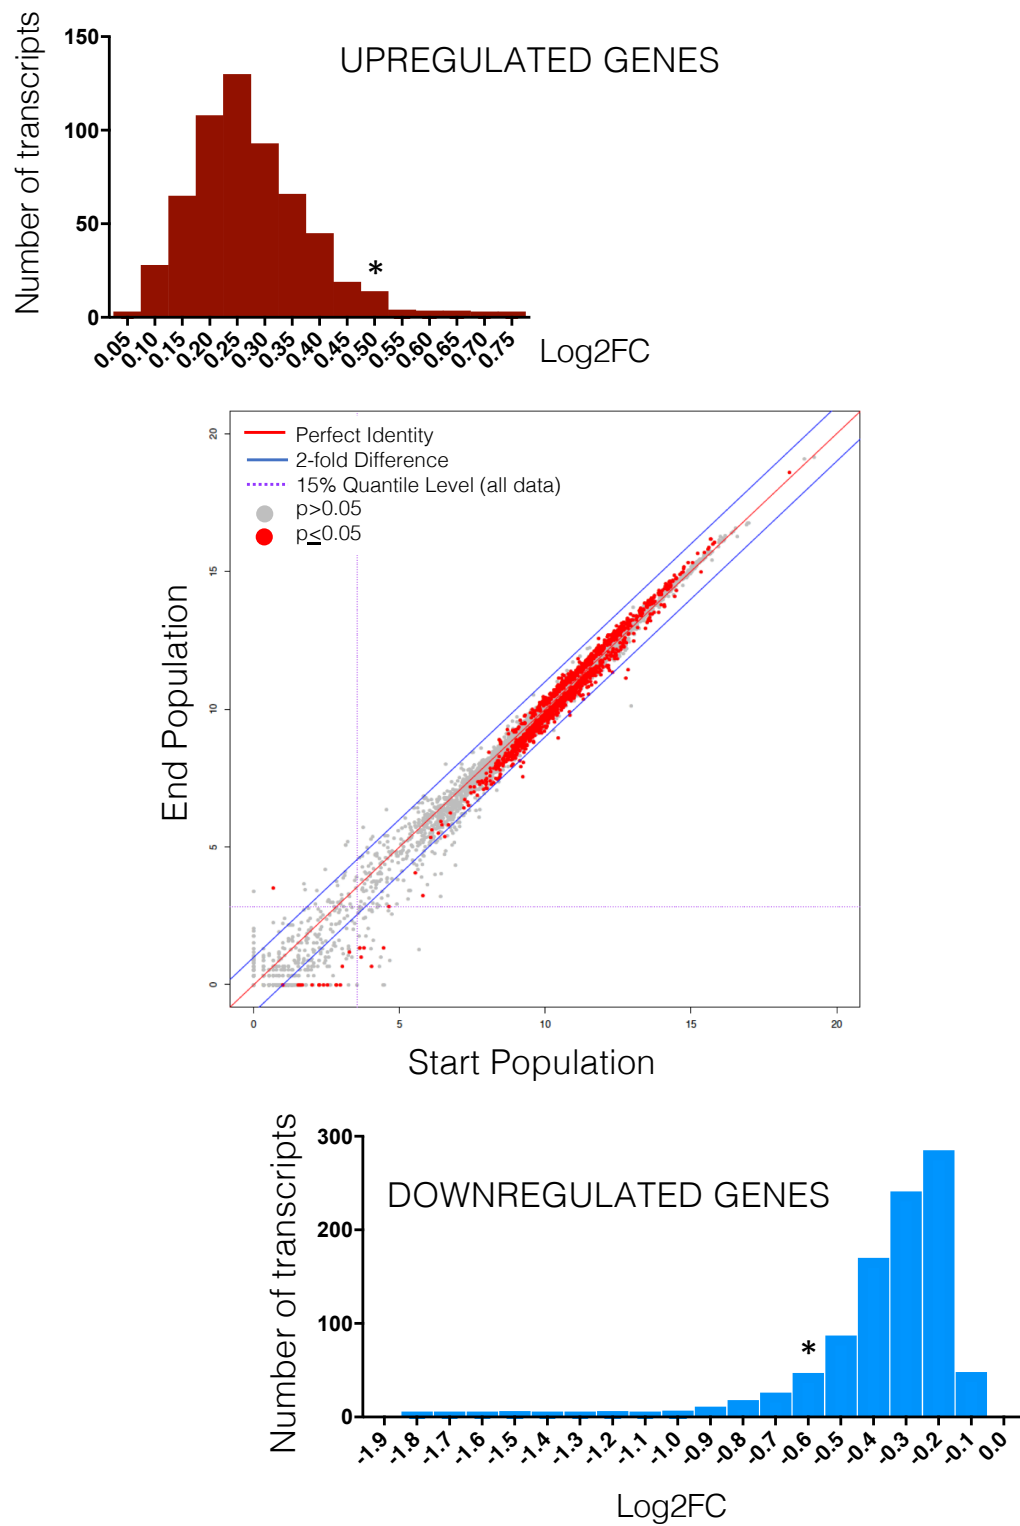 UPREGULATED GENES
Number of transcripts
150
100
50
0
0.05 0.10 0.15 0.20 0.25 0.30 0.35 0.40 0.45 0.50 0.55 0.60 0.65 0.70 0.75
*
Log2FC
Perfect Identity
2-fold Difference
15% Quantile Level (all data)
p>0.05
p≤0.05
End Population
20
15
10
5
0
0 5 10 15 20
Start Population
DOWNREGULATED GENES
Number of transcripts
300
200
100
0
*
-1.9 -1.8 -1.7 -1.6 -1.5 -1.4 -1.3 -1.2 -1.1 -1.0 -0.9 -0.8 -0.7 -0.6 -0.5 -0.4 -0.3 -0.2 -0.1 0.0
Log2FC